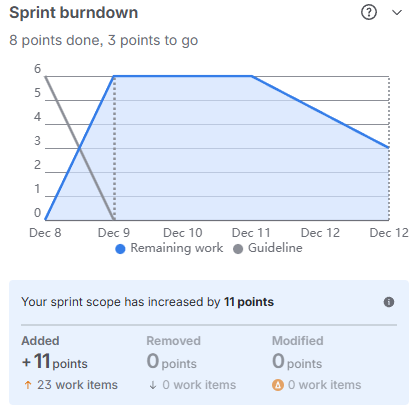 Sprint burndown
8 points done, 3 points to go
6
5
4
3
2
1
0
Dec 8 Dec 9 Dec 10 Dec 11 Dec 12 Dec 12
Remaining work Guideline
Your sprint scope has increased by 11 points
Added Removed Modified
+11 points 0 points 0 points
↑ 23 work items ↓ 0 work items 0 work items